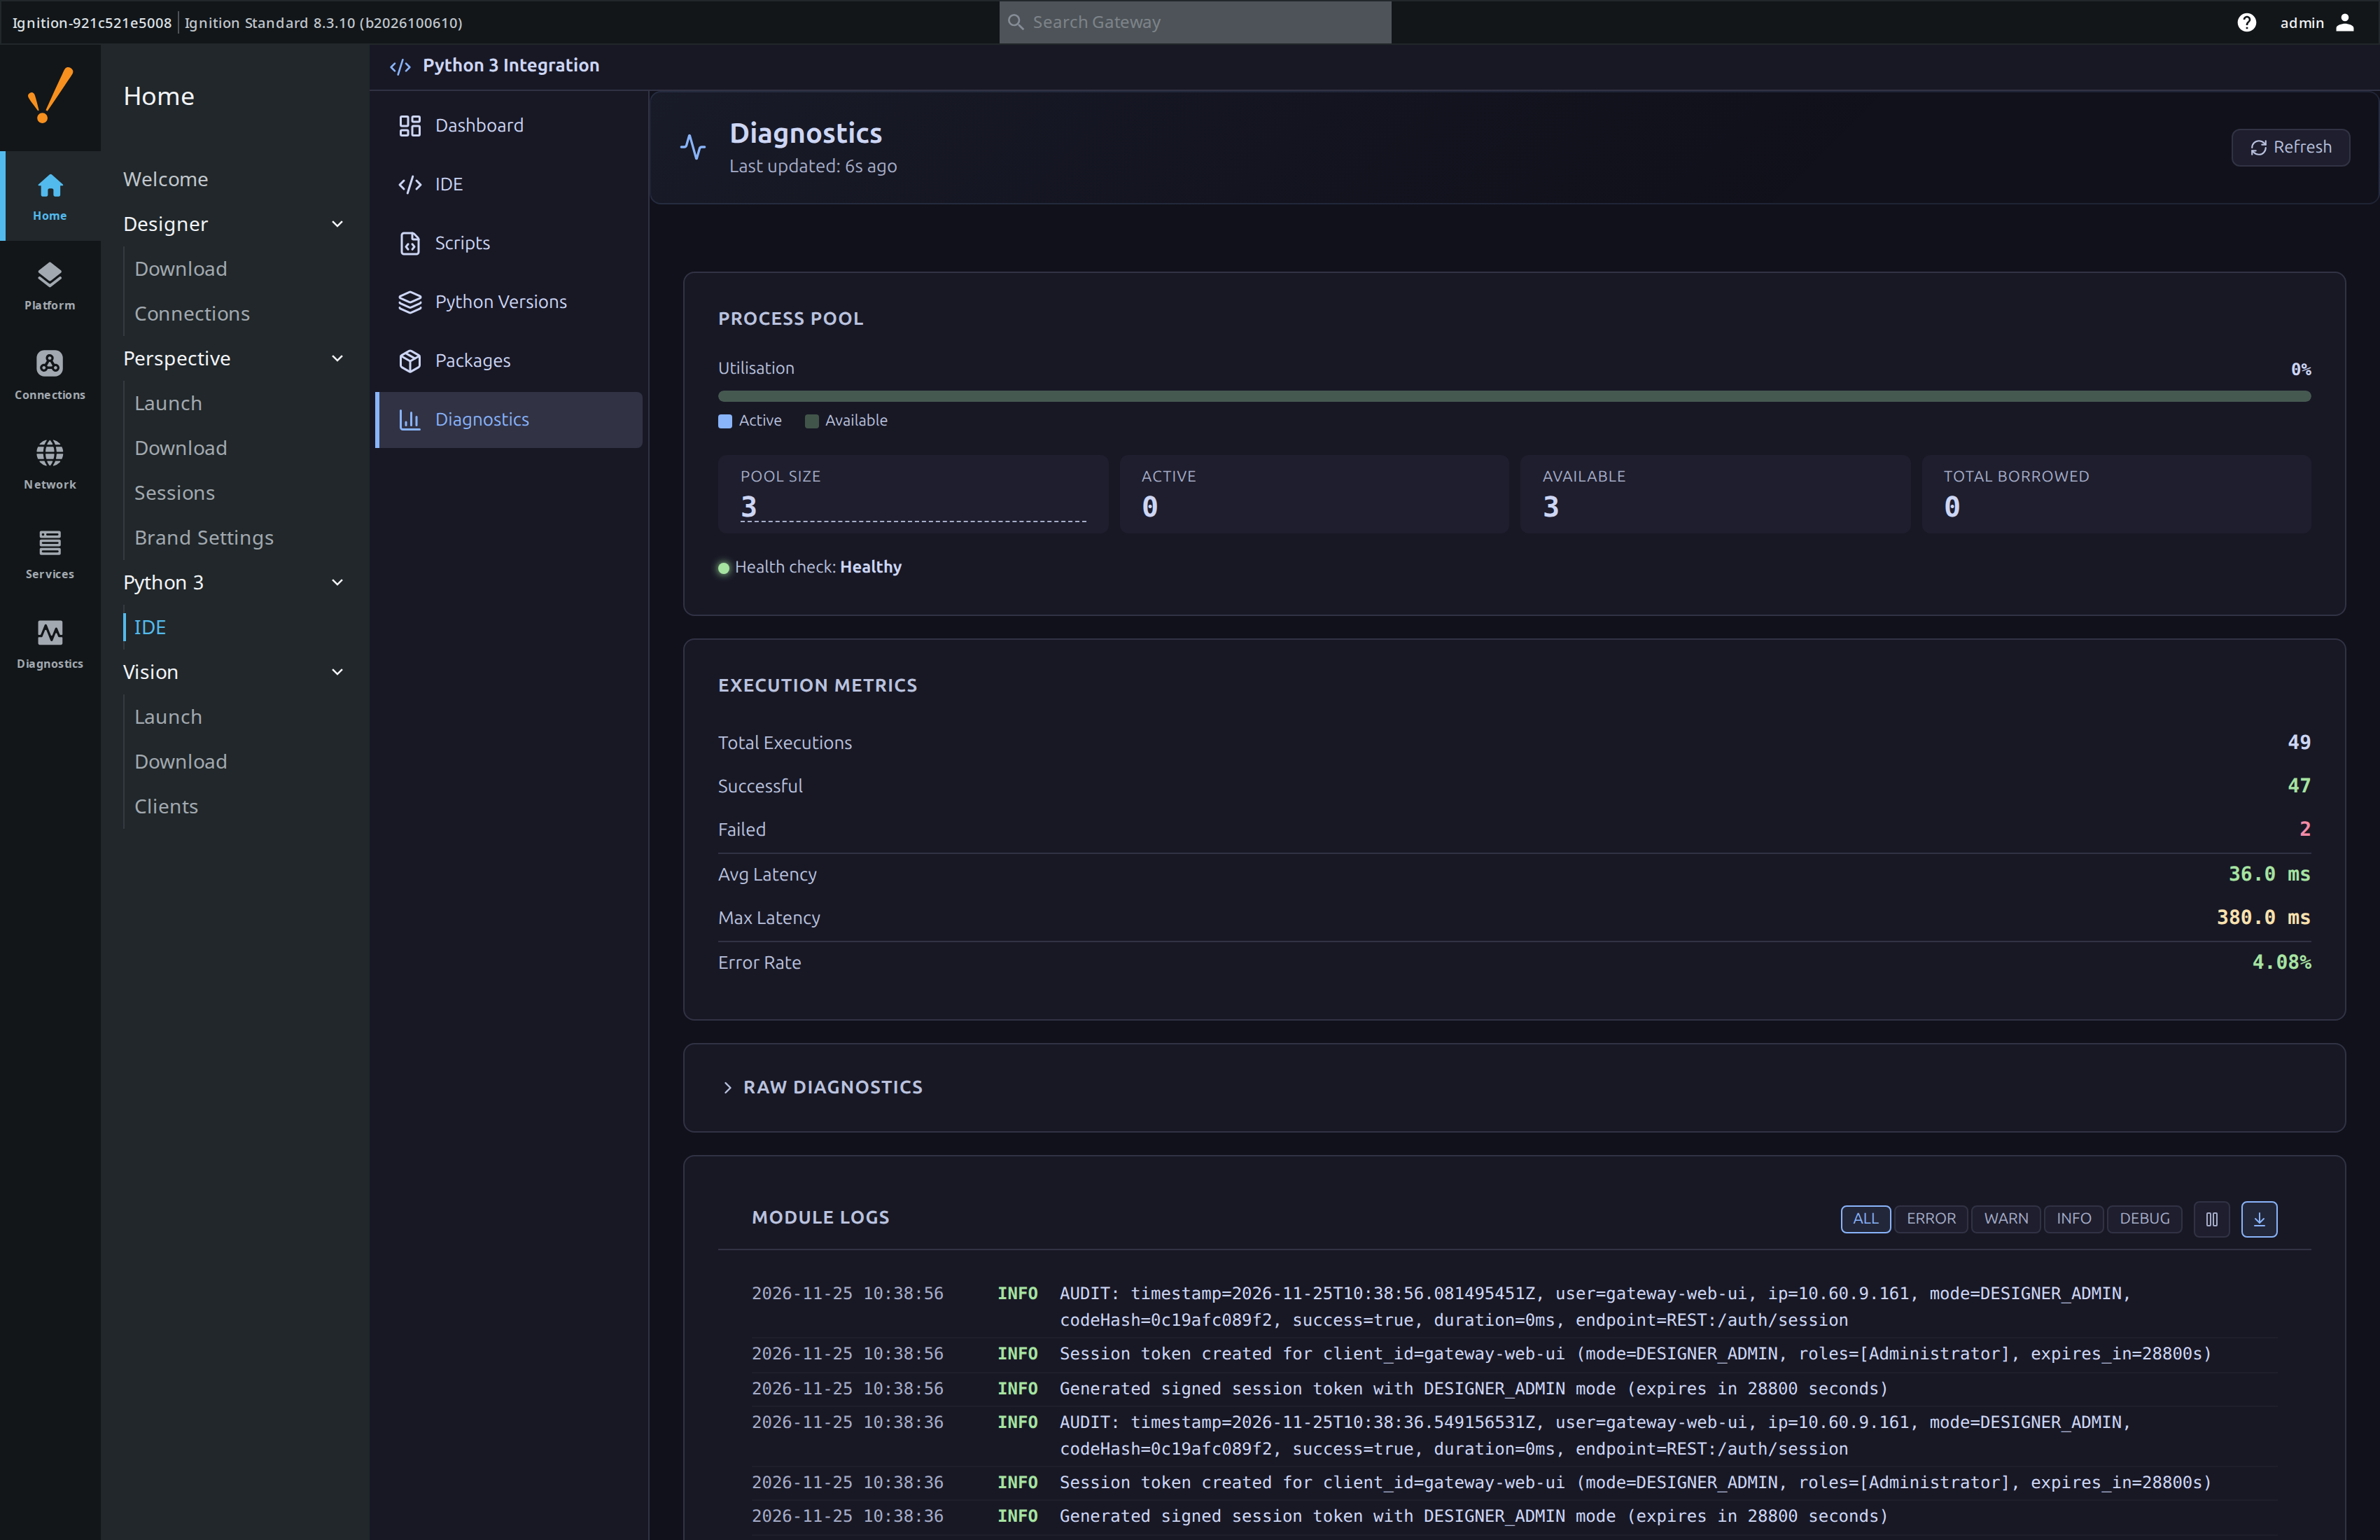 Ignition-921c521e5008 | Ignition Standard 8.3.10 (b2026100610)
Search Gateway
admin
Home
Platform
Connections
Network
Services
Diagnostics
Home
Welcome
Designer
Download
Connections
Perspective
Launch
Download
Sessions
Brand Settings
Python 3
IDE
Vision
Launch
Download
Clients
Python 3 Integration
Dashboard
IDE
Scripts
Python Versions
Packages
Diagnostics
Diagnostics
Last updated: 6s ago
Refresh
PROCESS POOL
Utilisation 0%
Active Available
POOL SIZE
3
ACTIVE
0
AVAILABLE
3
TOTAL BORROWED
0
Health check: Healthy
EXECUTION METRICS
Total Executions 49
Successful 47
Failed 2
Avg Latency 36.0 ms
Max Latency 380.0 ms
Error Rate 4.08%
RAW DIAGNOSTICS
MODULE LOGS
ALL ERROR WARN INFO DEBUG
2026-11-25 10:38:56 INFO AUDIT: timestamp=2026-11-25T10:38:56.081495451Z, user=gateway-web-ui, ip=10.60.9.161, mode=DESIGNER_ADMIN,
codeHash=0c19afc089f2, success=true, duration=0ms, endpoint=REST:/auth/session
2026-11-25 10:38:56 INFO Session token created for client_id=gateway-web-ui (mode=DESIGNER_ADMIN, roles=[Administrator], expires_in=28800s)
2026-11-25 10:38:56 INFO Generated signed session token with DESIGNER_ADMIN mode (expires in 28800 seconds)
2026-11-25 10:38:36 INFO AUDIT: timestamp=2026-11-25T10:38:36.549156531Z, user=gateway-web-ui, ip=10.60.9.161, mode=DESIGNER_ADMIN,
codeHash=0c19afc089f2, success=true, duration=0ms, endpoint=REST:/auth/session
2026-11-25 10:38:36 INFO Session token created for client_id=gateway-web-ui (mode=DESIGNER_ADMIN, roles=[Administrator], expires_in=28800s)
2026-11-25 10:38:36 INFO Generated signed session token with DESIGNER_ADMIN mode (expires in 28800 seconds)